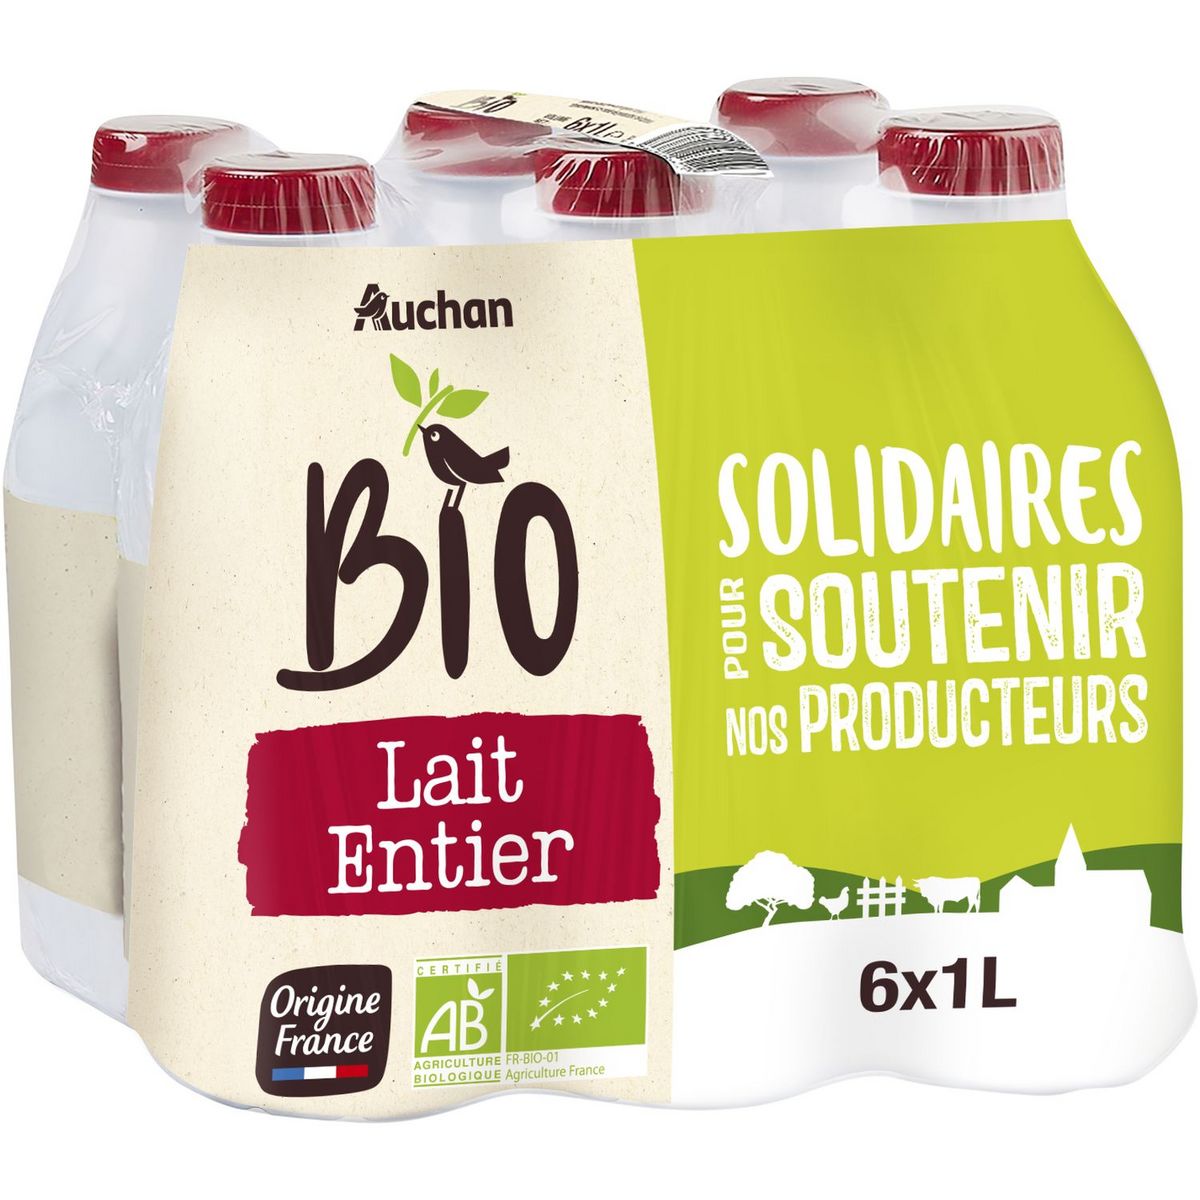 6x1L
Auchan
BIO
Lait
Entier
Origine
France
CERTIFIÉ
AB
AGRICULTURE
BIOLOGIQUE
FR-BIO-01
Agriculture France
SOLIDAIRES
POUR
SOUTENIR
NOS PRODUCTEURS
6x1L